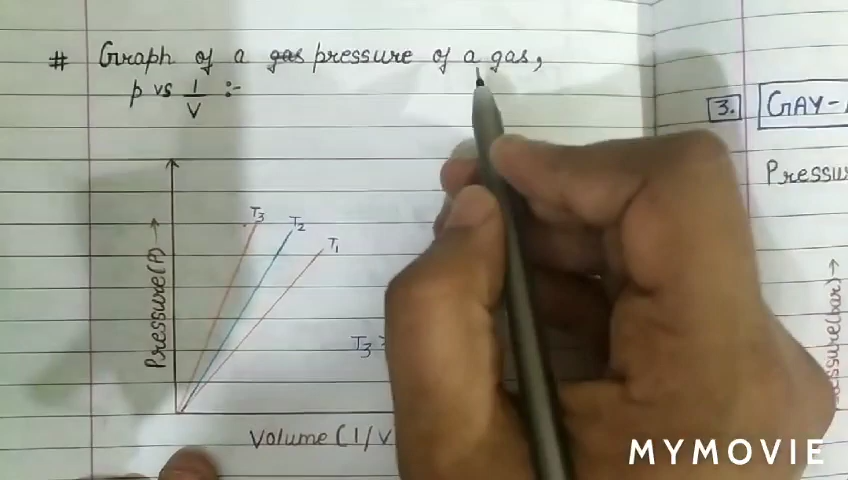 # Graph of a gas pressure of a gas,
p vs 1/V :-
3. GAY-
Pressur
T3
T2
T1
Pressure(P) →
T3 >
ssure(bar) →
Volume (1/V
MYMOVIE